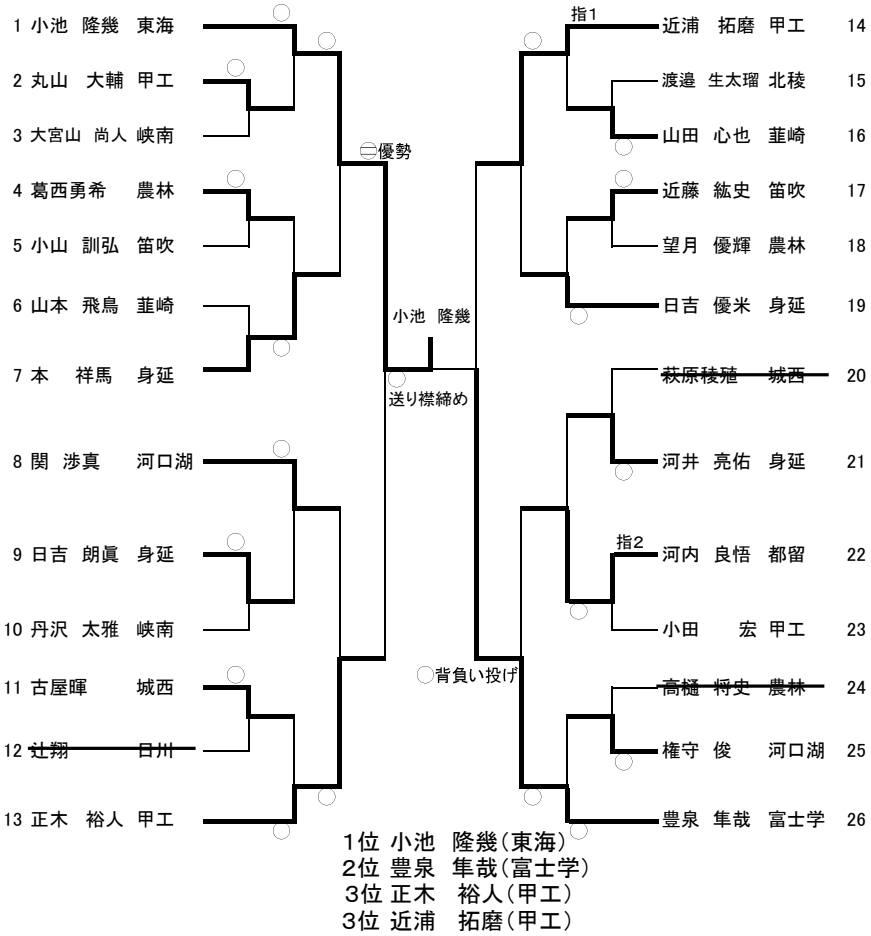 1 小池 隆幾 東海
2 丸山 大輔 甲工
3 大宮山 尚人 峡南
4 葛西勇希 農林
5 小山 訓弘 笛吹
6 山本 飛鳥 韮崎
7 本 祥馬 身延
8 関 渉真 河口湖
9 日吉 朗眞 身延
10 丹沢 太雅 峡南
11 古屋暉 城西
12 辻翔 日川
13 正木 裕人 甲工
優勢
小池 隆幾
送り襟締め
背負い投げ
指1
近浦 拓磨 甲工 14
渡邉 生太瑠 北稜 15
山田 心也 韮崎 16
近藤 紘史 笛吹 17
望月 優輝 農林 18
日吉 優米 身延 19
萩原稜殖 城西 20
河井 亮佑 身延 21
指2
河内 良悟 都留 22
小田 宏 甲工 23
高樋 将史 農林 24
権守 俊 河口湖 25
豊泉 隼哉 富士学 26
1位 小池 隆幾(東海)
2位 豊泉 隼哉(富士学)
3位 正木 裕人(甲工)
3位 近浦 拓磨(甲工)